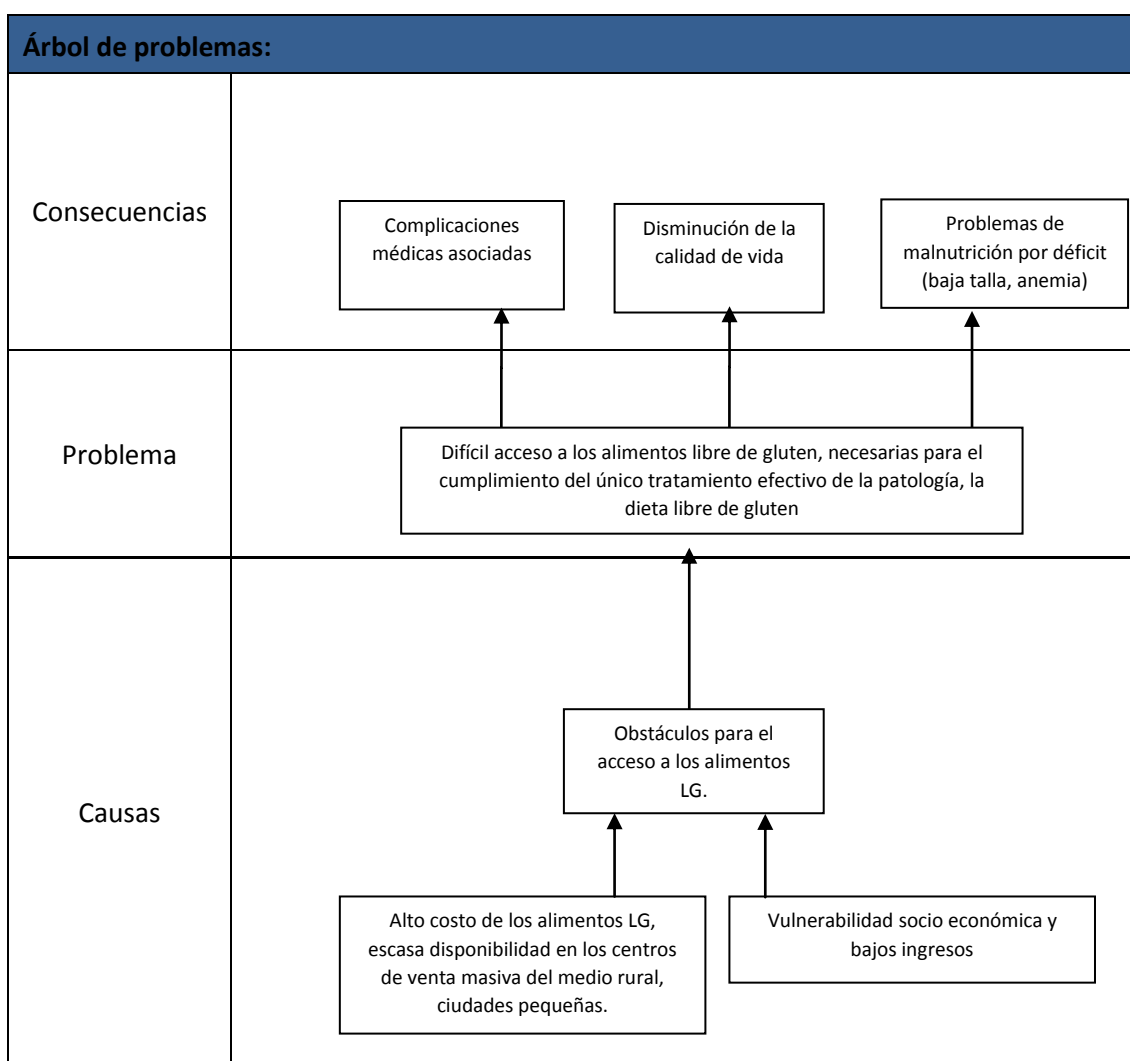 Árbol de problemas:
Consecuencias
Complicaciones
médicas asociadas
Disminución de la
calidad de vida
Problemas de
malnutrición por déficit
(baja talla, anemia)
Problema
Difícil acceso a los alimentos libre de gluten, necesarias para el
cumplimiento del único tratamiento efectivo de la patología, la
dieta libre de gluten
Causas
Obstáculos para el
acceso a los alimentos
LG.
Alto costo de los alimentos LG,
escasa disponibilidad en los centros
de venta masiva del medio rural,
ciudades pequeñas.
Vulnerabilidad socio económica y
bajos ingresos